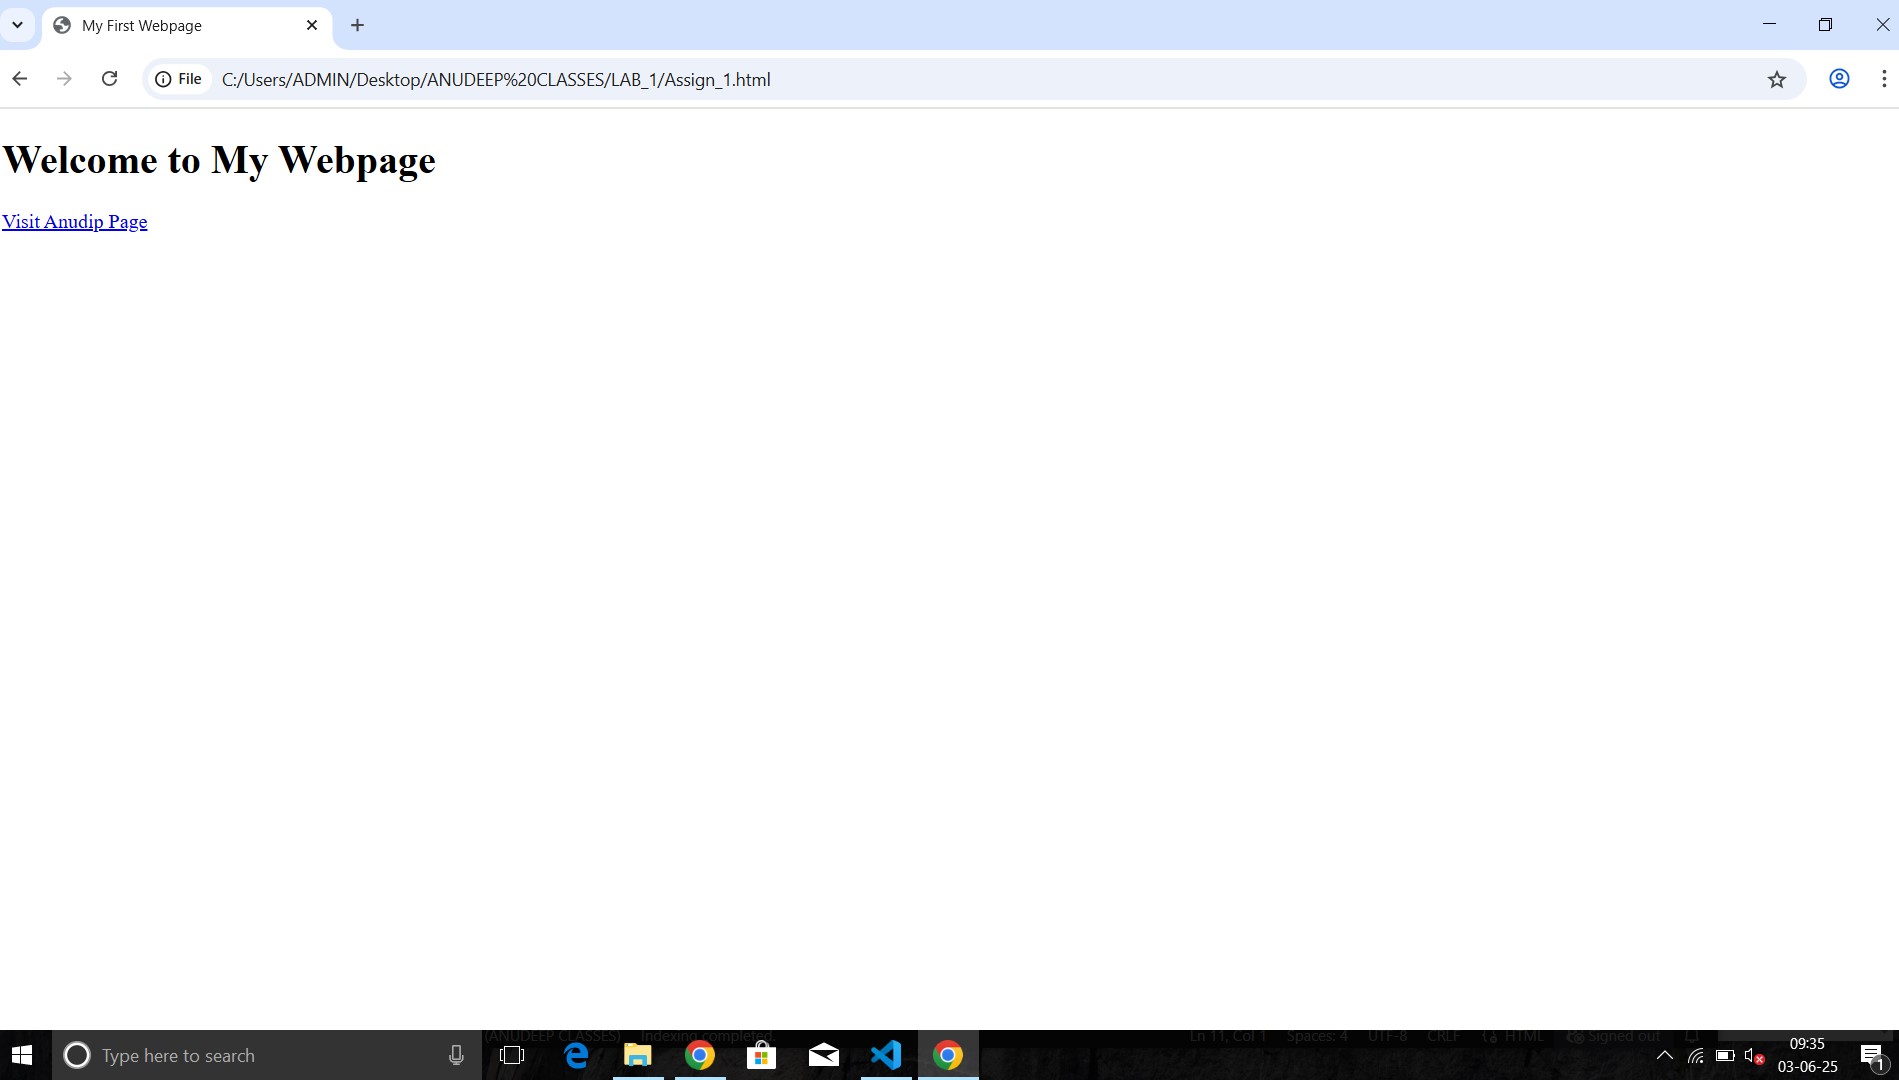 My First Webpage
File C:/Users/ADMIN/Desktop/ANUDEEP%20CLASSES/LAB_1/Assign_1.html
Welcome to My Webpage
Visit Anudip Page
(ANUDEEP CLASSES) Indexing completed. Ln 11, Col 1 Spaces: 4 UTF-8 CRLF HTML Signed out
Type here to search
09:35
03-06-25
1